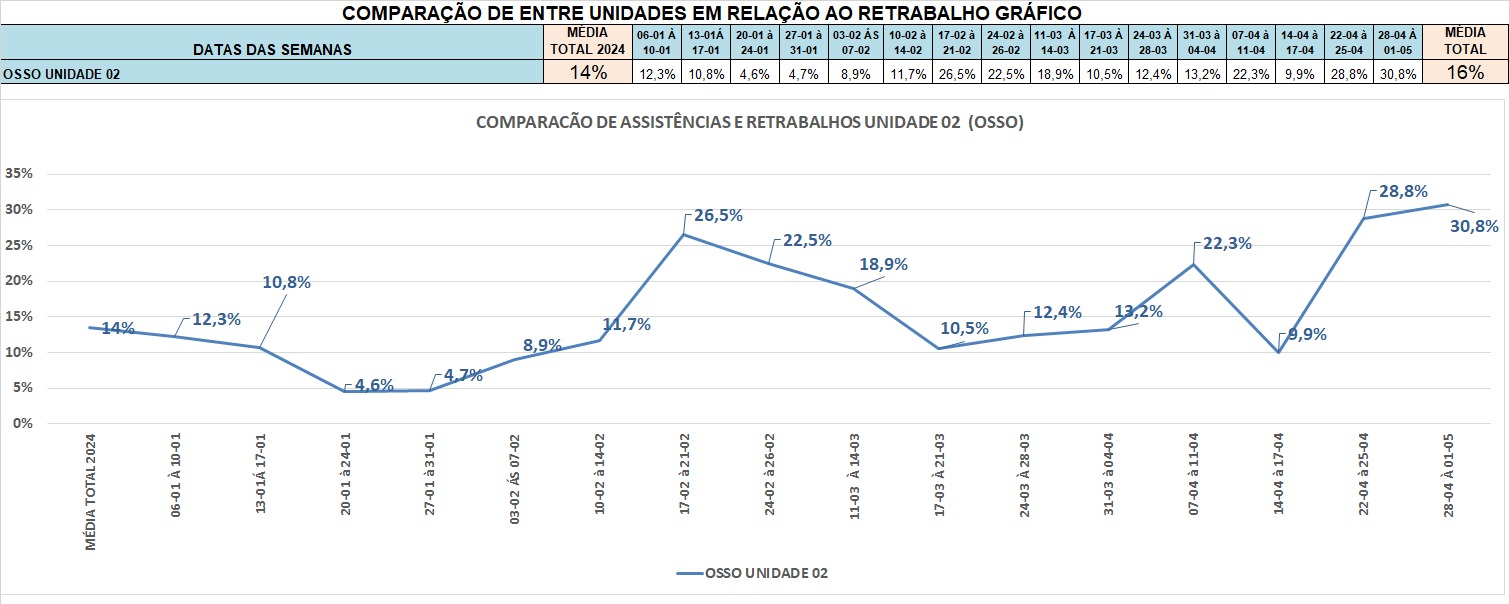 COMPARAÇÃO DE ENTRE UNIDADES EM RELAÇÃO AO RETRABALHO GRÁFICO
DATAS DAS SEMANAS
MÉDIA
TOTAL 2024
06-01 À
10-01
13-01Á
17-01
20-01 à
24-01
27-01 à
31-01
03-02 ÁS
07-02
10-02 à
14-02
17-02 à
21-02
24-02 à
26-02
11-03 À
14-03
17-03 À
21-03
24-03 À
28-03
31-03 à
04-04
07-04 à
11-04
14-04 à
17-04
22-04 à
25-04
28-04 À
01-05
MÉDIA
TOTAL
OSSO UNIDADE 02 14% 12,3% 10,8% 4,6% 4,7% 8,9% 11,7% 26,5% 22,5% 18,9% 10,5% 12,4% 13,2% 22,3% 9,9% 28,8% 30,8% 16%
COMPARACÃO DE ASSISTÊNCIAS E RETRABALHOS UNIDADE 02 (OSSO)
35%
30%
25%
20%
15%
10%
5%
0%
14%
12,3%
10,8%
4,6%
4,7%
8,9%
11,7%
26,5%
22,5%
18,9%
10,5%
12,4%
13,2%
22,3%
9,9%
28,8%
30,8%
MÉDIA TOTAL 2024
06-01 À 10-01
13-01Á 17-01
20-01 à 24-01
27-01 à 31-01
03-02 ÁS 07-02
10-02 à 14-02
17-02 à 21-02
24-02 à 26-02
11-03 À 14-03
17-03 À 21-03
24-03 À 28-03
31-03 à 04-04
07-04 à 11-04
14-04 à 17-04
22-04 à 25-04
28-04 À 01-05
OSSO UNIDADE 02